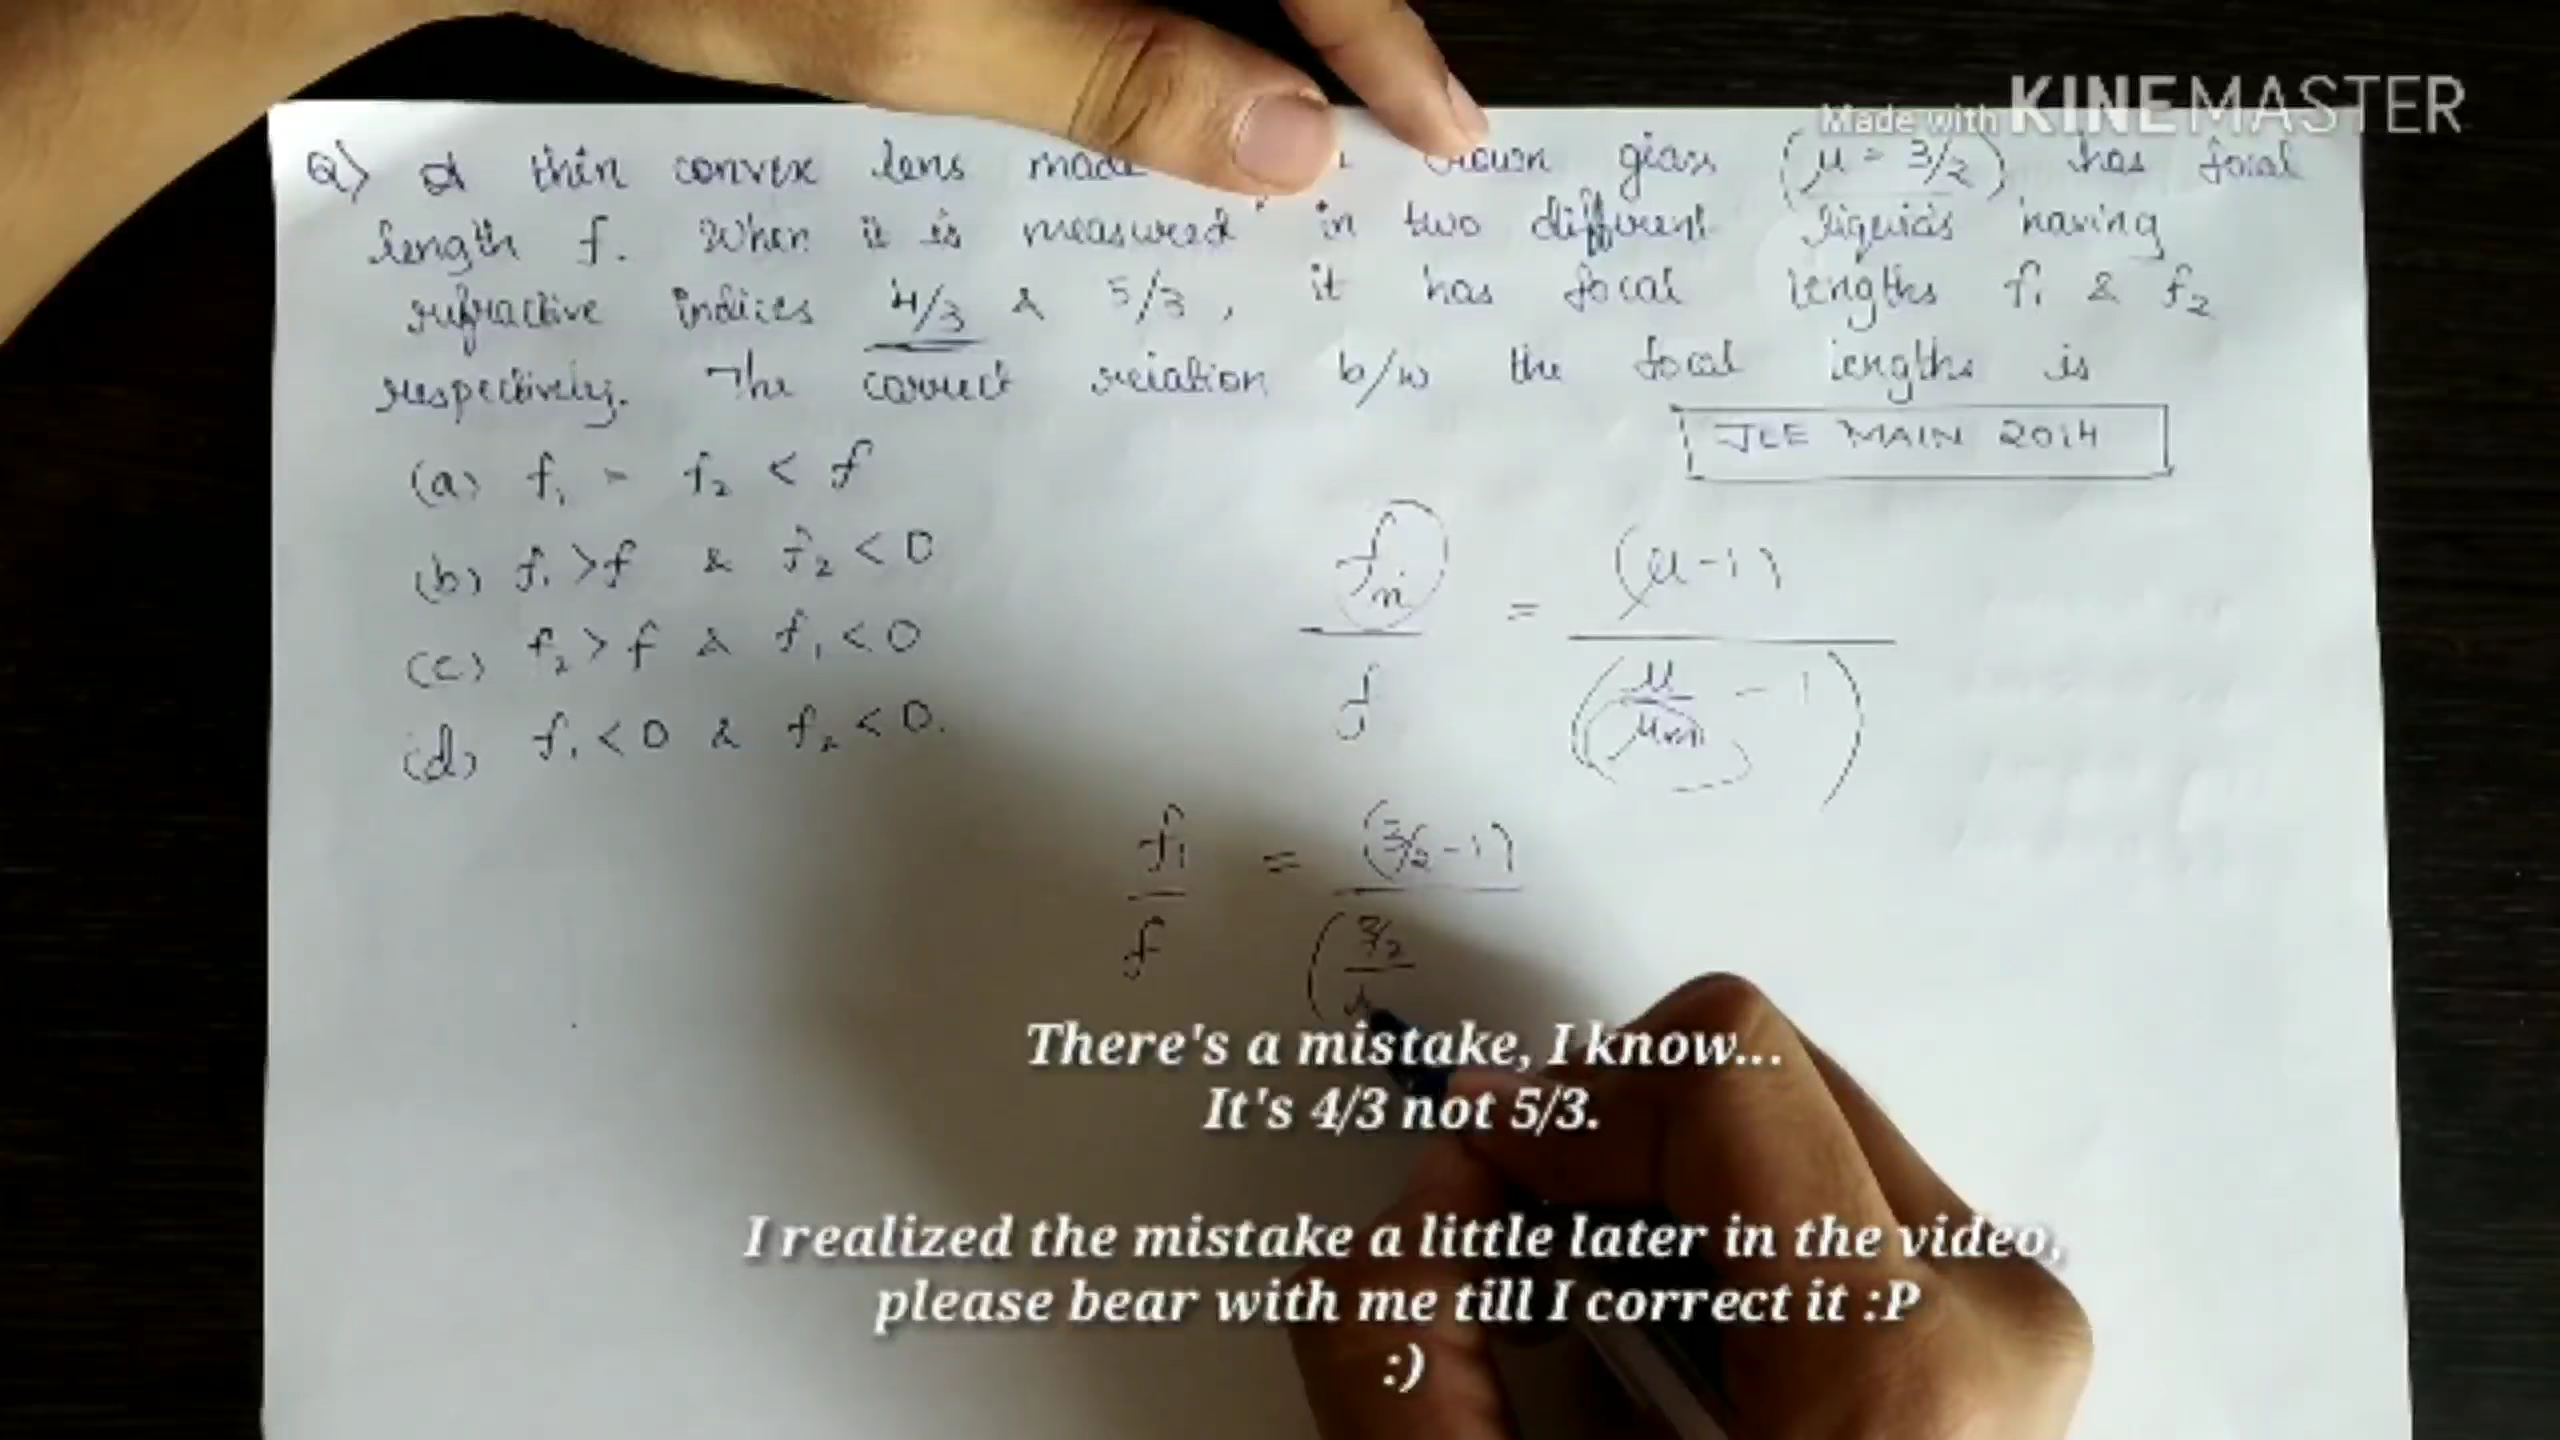 Made with KINEMASTER
Q) A thin convex lens made crown glass (μ = 3/2) has focal
length f. When it is measured in two different liquids having
refractive indices 4/3 & 5/3, it has focal lengths f₁ & f₂
respectively. The correct relation b/w the focal lengths is
JEE MAIN 2014
(a) f₁ = f₂ < f
(b) f₁ > f & f₂ < 0
(c) f₂ > f & f₁ < 0
(d) f₁ < 0 & f₂ < 0.
fₘ / f = (μ - 1) / (μ/μₘ - 1)
f₁ / f = (3/2 - 1) / (3/2
There's a mistake, I know...
It's 4/3 not 5/3.
I realized the mistake a little later in the video,
please bear with me till I correct it :P
:)